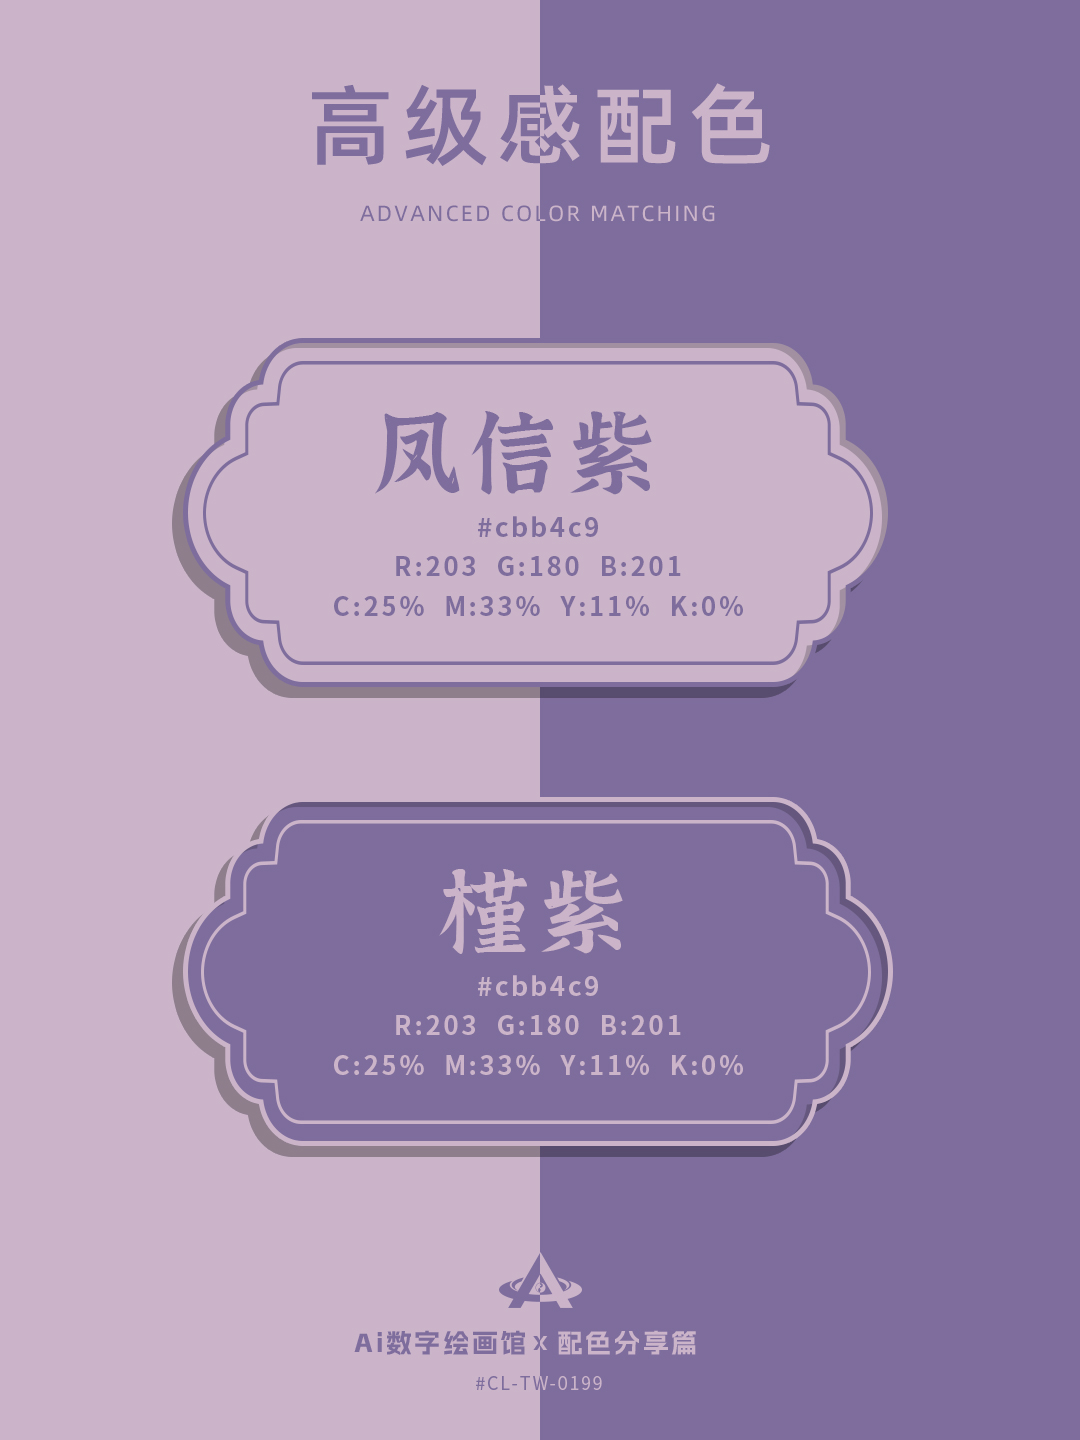 高级感配色
ADVANCED COLOR MATCHING
凤信紫
#cbb4c9
R:203 G:180 B:201
C:25% M:33% Y:11% K:0%
槿紫
#cbb4c9
R:203 G:180 B:201
C:25% M:33% Y:11% K:0%
Ai数字绘画馆 x 配色分享篇
#CL-TW-0199